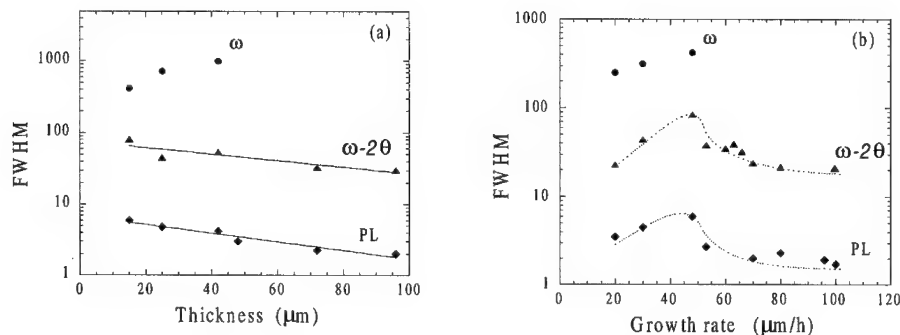 (a)
1000
100
10
1
FWHM
ω
ω-2θ
PL
0 20 40 60 80 100
Thickness (μm)
(b)
1000
100
10
1
FWHM
ω
ω-2θ
PL
0 20 40 60 80 100 120
Growth rate (μm/h)